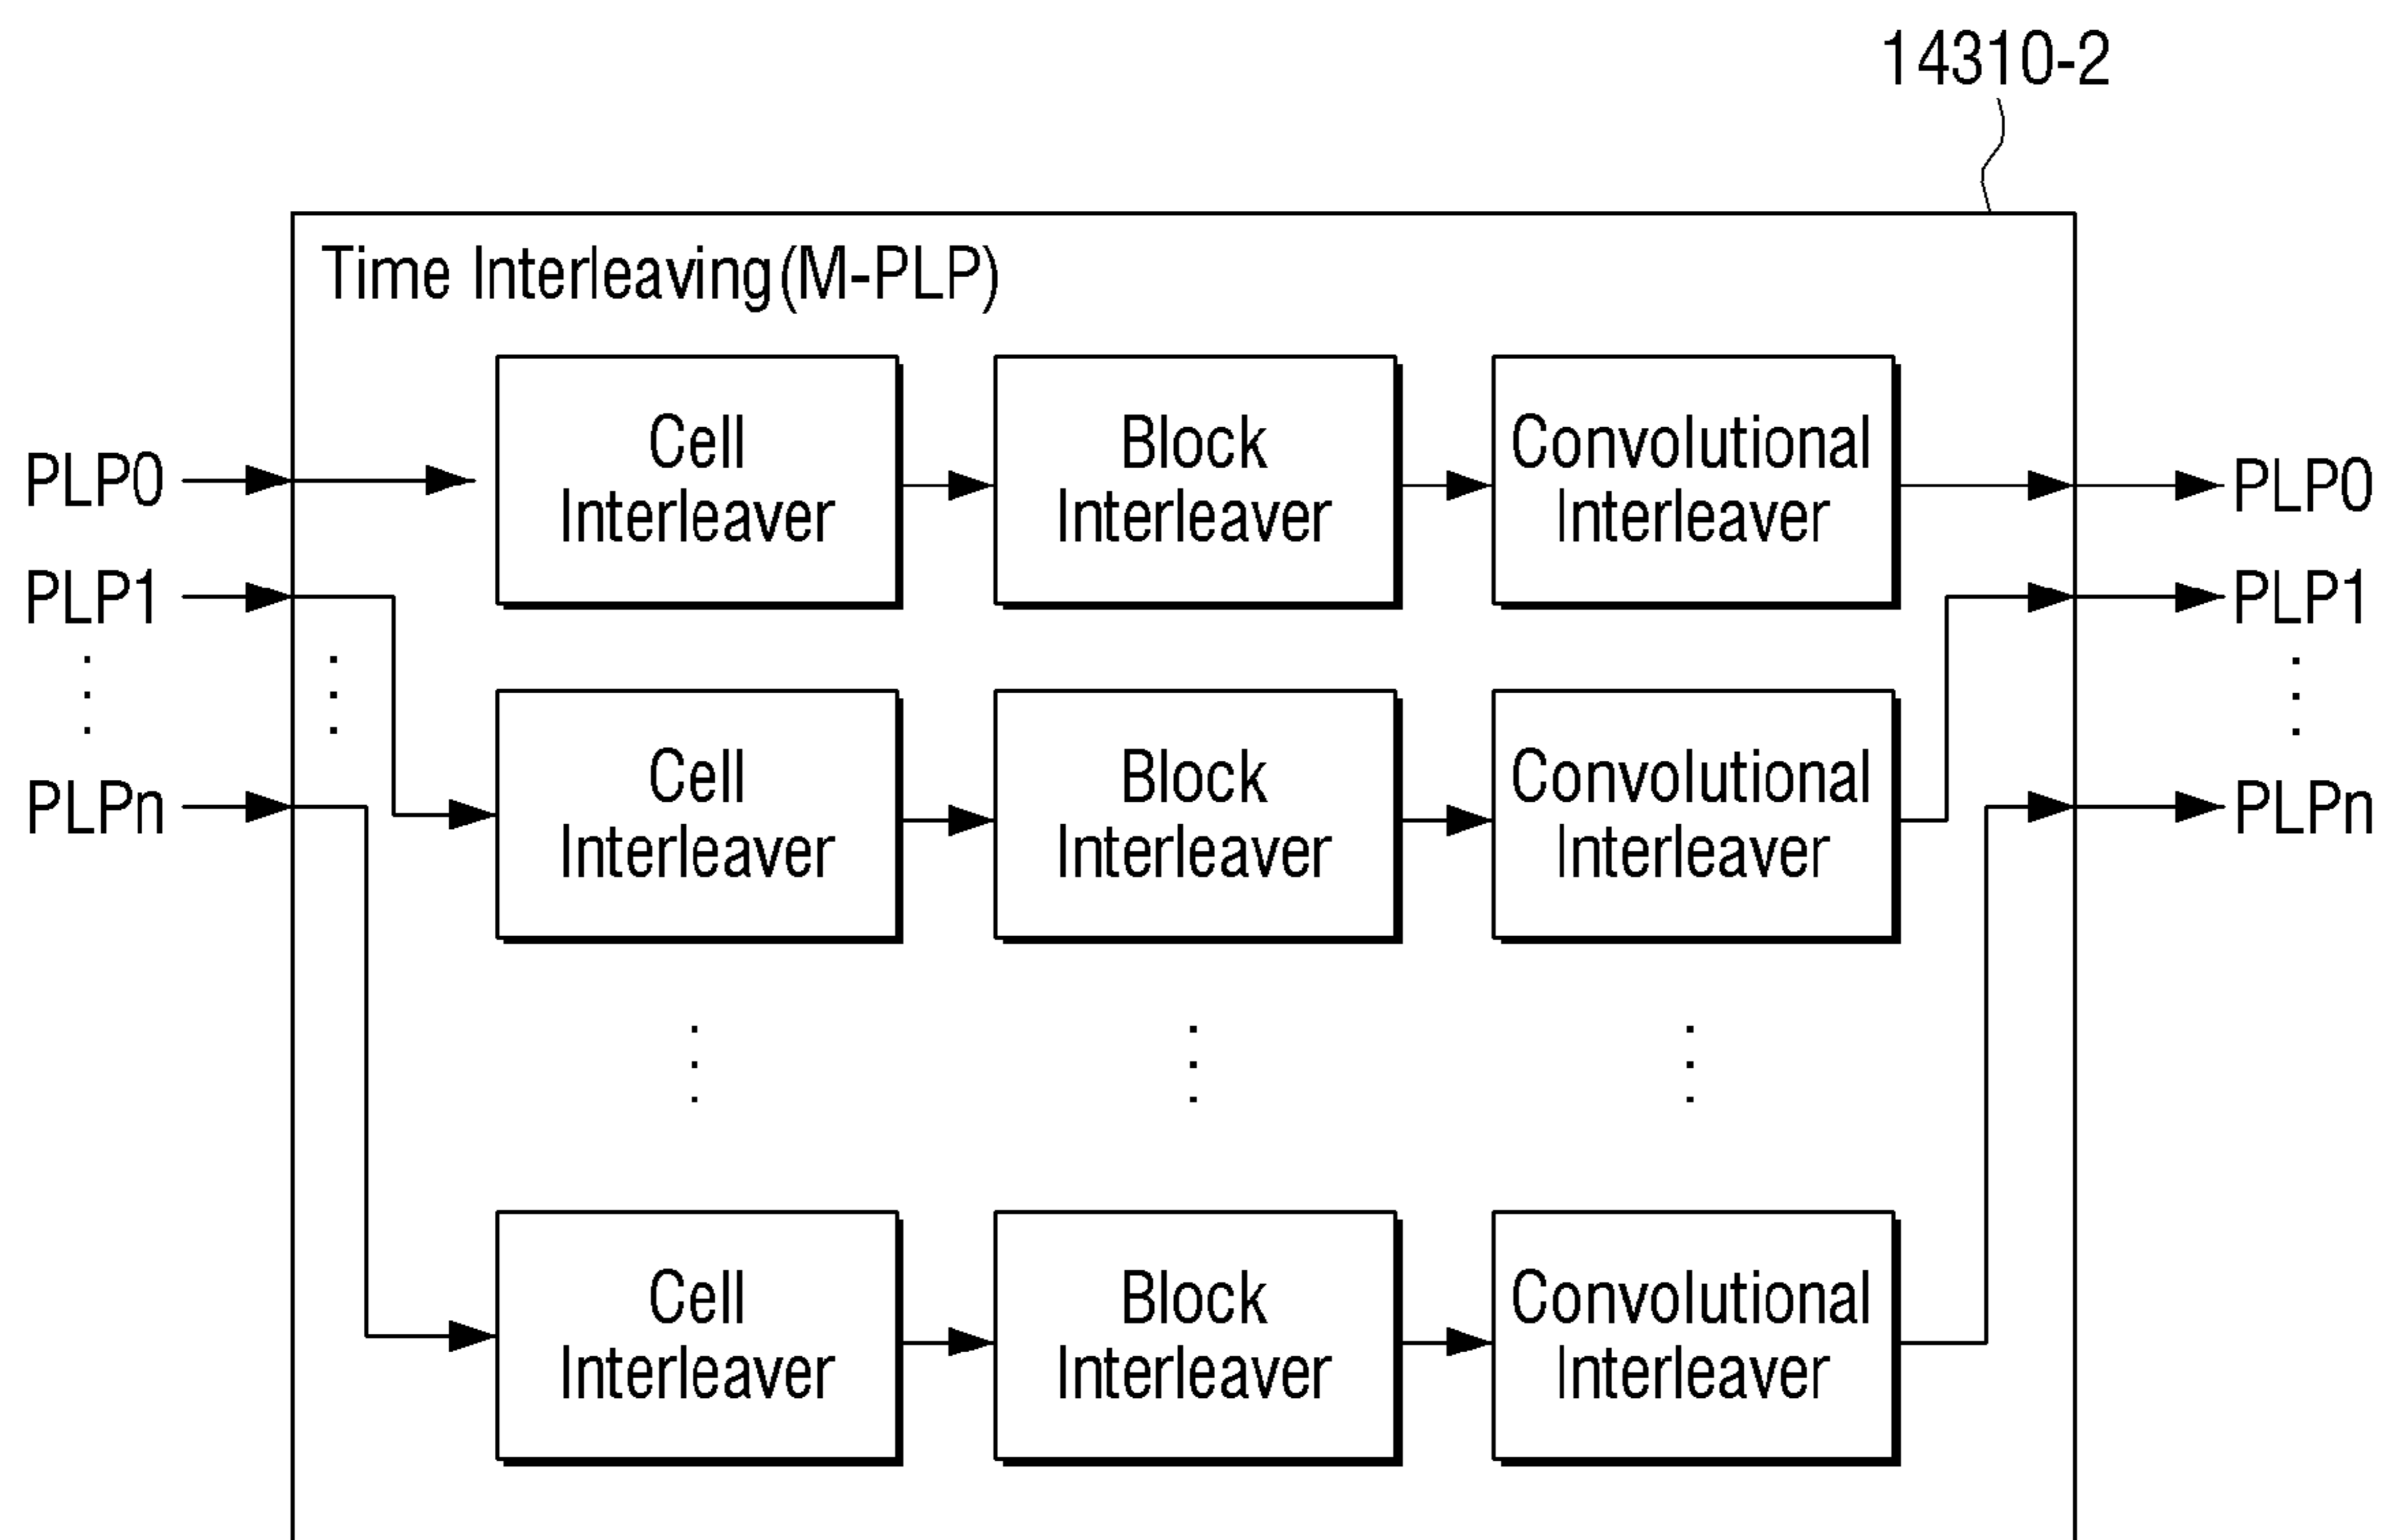 14310-2
Time Interleaving(M-PLP)
PLP0
Cell
Interleaver
Block
Interleaver
Convolutional
Interleaver
PLP0
PLP1
PLP1
Cell
Interleaver
Block
Interleaver
Convolutional
Interleaver
PLPn
PLPn
Cell
Interleaver
Block
Interleaver
Convolutional
Interleaver